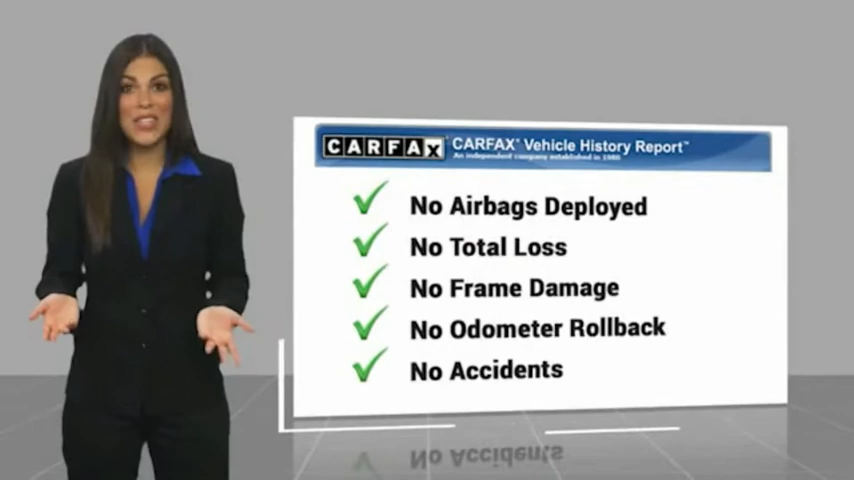 CARFAX CARFAX® Vehicle History Report™
An independent company established in 1986
No Airbags Deployed
No Total Loss
No Frame Damage
No Odometer Rollback
No Accidents
No Accidents